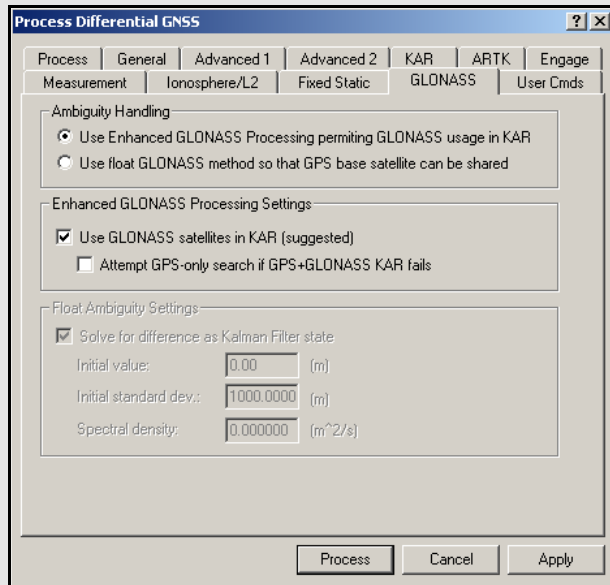 Process Differential GNSS
Process General Advanced 1 Advanced 2 KAR ARTK Engage
Measurement Ionosphere/L2 Fixed Static GLONASS User Cmds
Ambiguity Handling
Use Enhanced GLONASS Processing permiting GLONASS usage in KAR
Use float GLONASS method so that GPS base satellite can be shared
Enhanced GLONASS Processing Settings
Use GLONASS satellites in KAR (suggested)
Attempt GPS-only search if GPS+GLONASS KAR fails
Float Ambiguity Settings
Solve for difference as Kalman Filter state
Initial value: 0.00 (m)
Initial standard dev.: 1000.0000 (m)
Spectral density: 0.000000 (m^2/s)
Process Cancel Apply